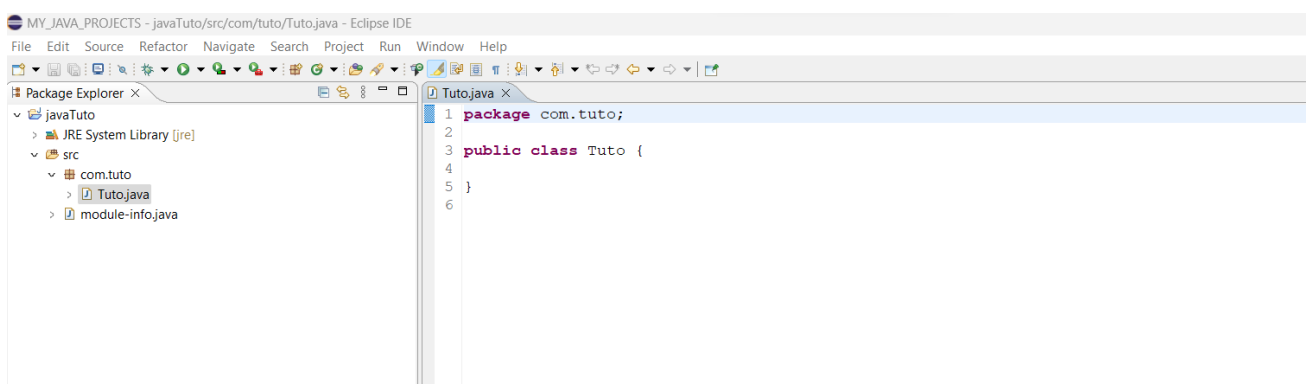 MY_JAVA_PROJECTS - javaTuto/src/com/tuto/Tuto.java - Eclipse IDE
File Edit Source Refactor Navigate Search Project Run Window Help
Package Explorer
javaTuto
JRE System Library [jre]
src
com.tuto
Tuto.java
module-info.java
Tuto.java
1 package com.tuto;
2
3 public class Tuto {
4
5 }
6